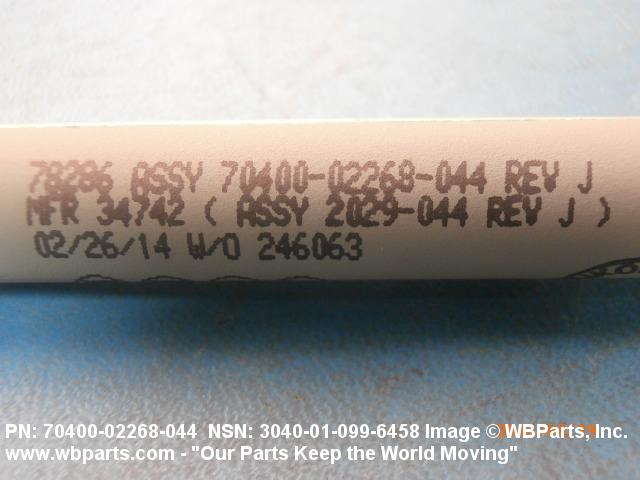 78286 ASSY 70400-02268-044 REV J
MFR 34742 ( ASSY 2029-044 REV J )
02/26/14 W/O 246063
PN: 70400-02268-044 NSN: 3040-01-099-6458 Image © WBParts, Inc.
www.wbparts.com - "Our Parts Keep the World Moving"